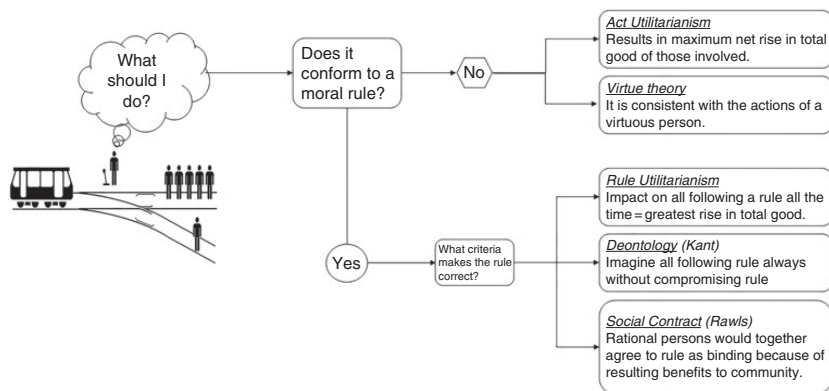 What
should I
do?
Does it
conform to a
moral rule?
No
Act Utilitarianism
Results in maximum net rise in total
good of those involved.
Virtue theory
It is consistent with the actions of a
virtuous person.
Yes
What criteria
makes the rule
correct?
Rule Utilitarianism
Impact on all following a rule all the
time=greatest rise in total good.
Deontology (Kant)
Imagine all following rule always
without compromising rule
Social Contract (Rawls)
Rational persons would together
agree to rule as binding because of
resulting benefits to community.